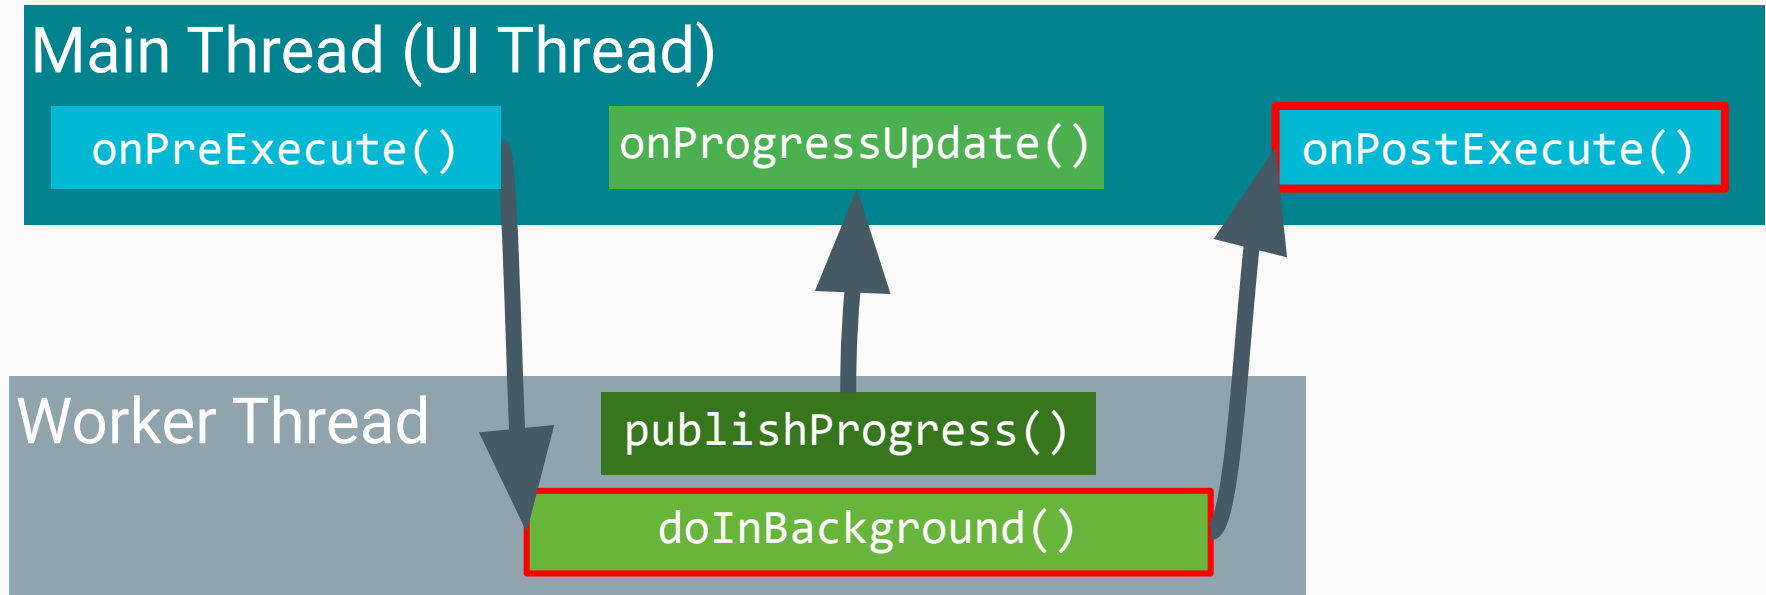 Main Thread (UI Thread)
onPreExecute()
onProgressUpdate()
onPostExecute()
Worker Thread
publishProgress()
doInBackground()